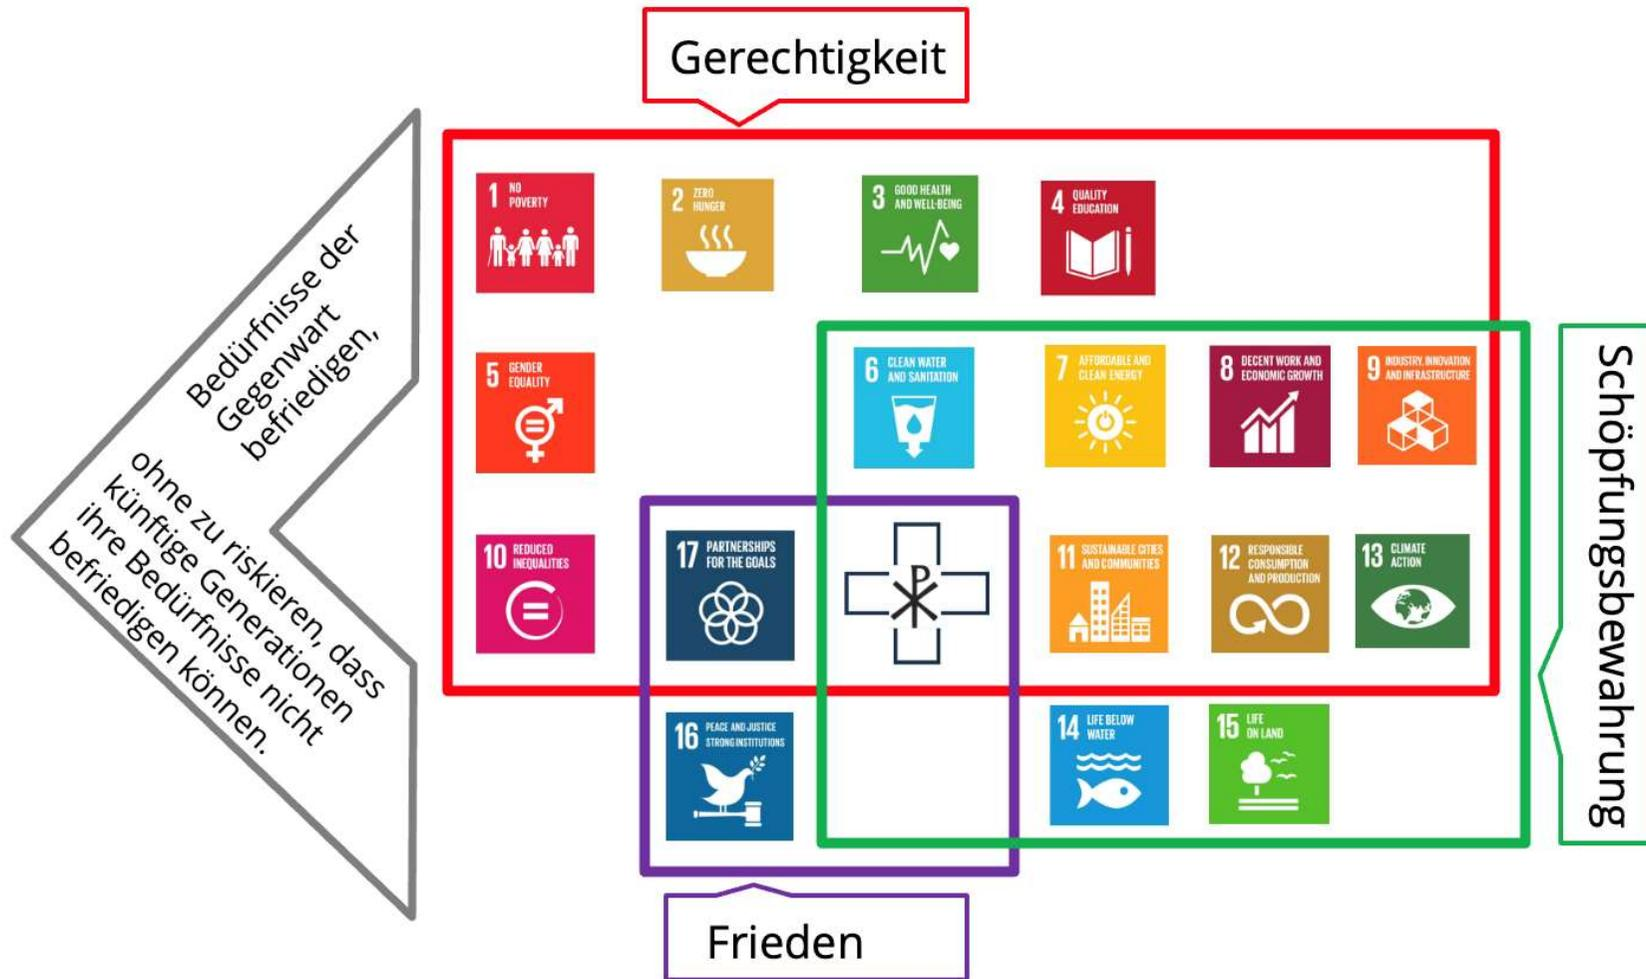 Gerechtigkeit
Bedürfnisse der
Gegenwart
befriedigen,
ohne zu riskieren, dass
künftige Generationen
ihre Bedürfnisse nicht
befriedigen können.
1 NO
POVERTY
2 ZERO
HUNGER
3 GOOD HEALTH
AND WELL-BEING
4 QUALITY
EDUCATION
5 GENDER
EQUALITY
6 CLEAN WATER
AND SANITATION
7 AFFORDABLE AND
CLEAN ENERGY
8 DECENT WORK AND
ECONOMIC GROWTH
9 INDUSTRY, INNOVATION
AND INFRASTRUCTURE
10 REDUCED
INEQUALITIES
17 PARTNERSHIPS
FOR THE GOALS
11 SUSTAINABLE CITIES
AND COMMUNITIES
12 RESPONSIBLE
CONSUMPTION
AND PRODUCTION
13 CLIMATE
ACTION
16 PEACE AND JUSTICE
STRONG INSTITUTIONS
14 LIFE BELOW
WATER
15 LIFE
ON LAND
Schöpfungsbewahrung
Frieden